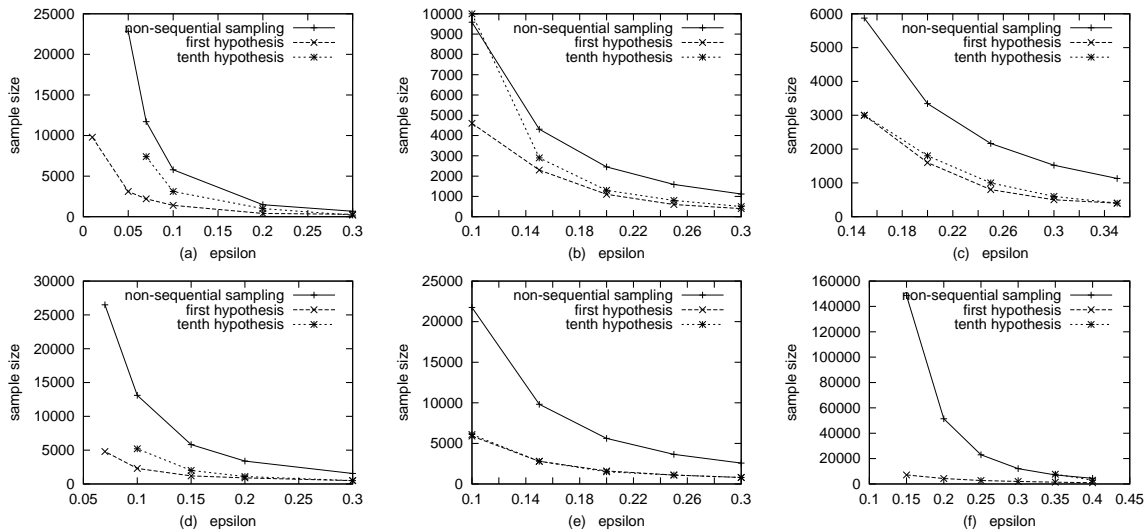 25000
20000
15000
10000
5000
0
sample size
non-sequential sampling
first hypothesis
tenth hypothesis
0 0.05 0.1 0.15 0.2 0.25 0.3
(a) epsilon
10000
9000
8000
7000
6000
5000
4000
3000
2000
1000
0
sample size
non-sequential sampling
first hypothesis
tenth hypothesis
0.1 0.14 0.18 0.22 0.26 0.3
(b) epsilon
6000
5000
4000
3000
2000
1000
0
sample size
non-sequential sampling
first hypothesis
tenth hypothesis
0.14 0.18 0.22 0.26 0.3 0.34
(c) epsilon
30000
25000
20000
15000
10000
5000
0
sample size
non-sequential sampling
first hypothesis
tenth hypothesis
0.05 0.1 0.15 0.2 0.25 0.3
(d) epsilon
25000
20000
15000
10000
5000
0
sample size
non-sequential sampling
first hypothesis
tenth hypothesis
0.1 0.14 0.18 0.22 0.26 0.3
(e) epsilon
160000
140000
120000
100000
80000
60000
40000
20000
0
sample size
non-sequential sampling
first hypothesis
tenth hypothesis
0.1 0.15 0.2 0.25 0.3 0.35 0.4 0.45
(f) epsilon